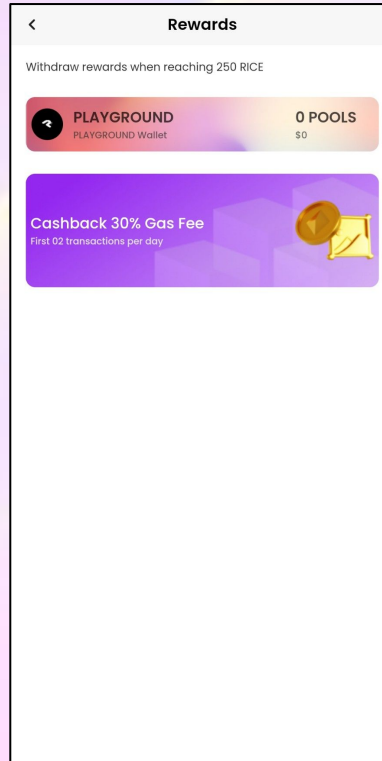 Rewards
Withdraw rewards when reaching 250 RICE
PLAYGROUND 0 POOLS
PLAYGROUND Wallet $0
Cashback 30% Gas Fee
First 02 transactions per day